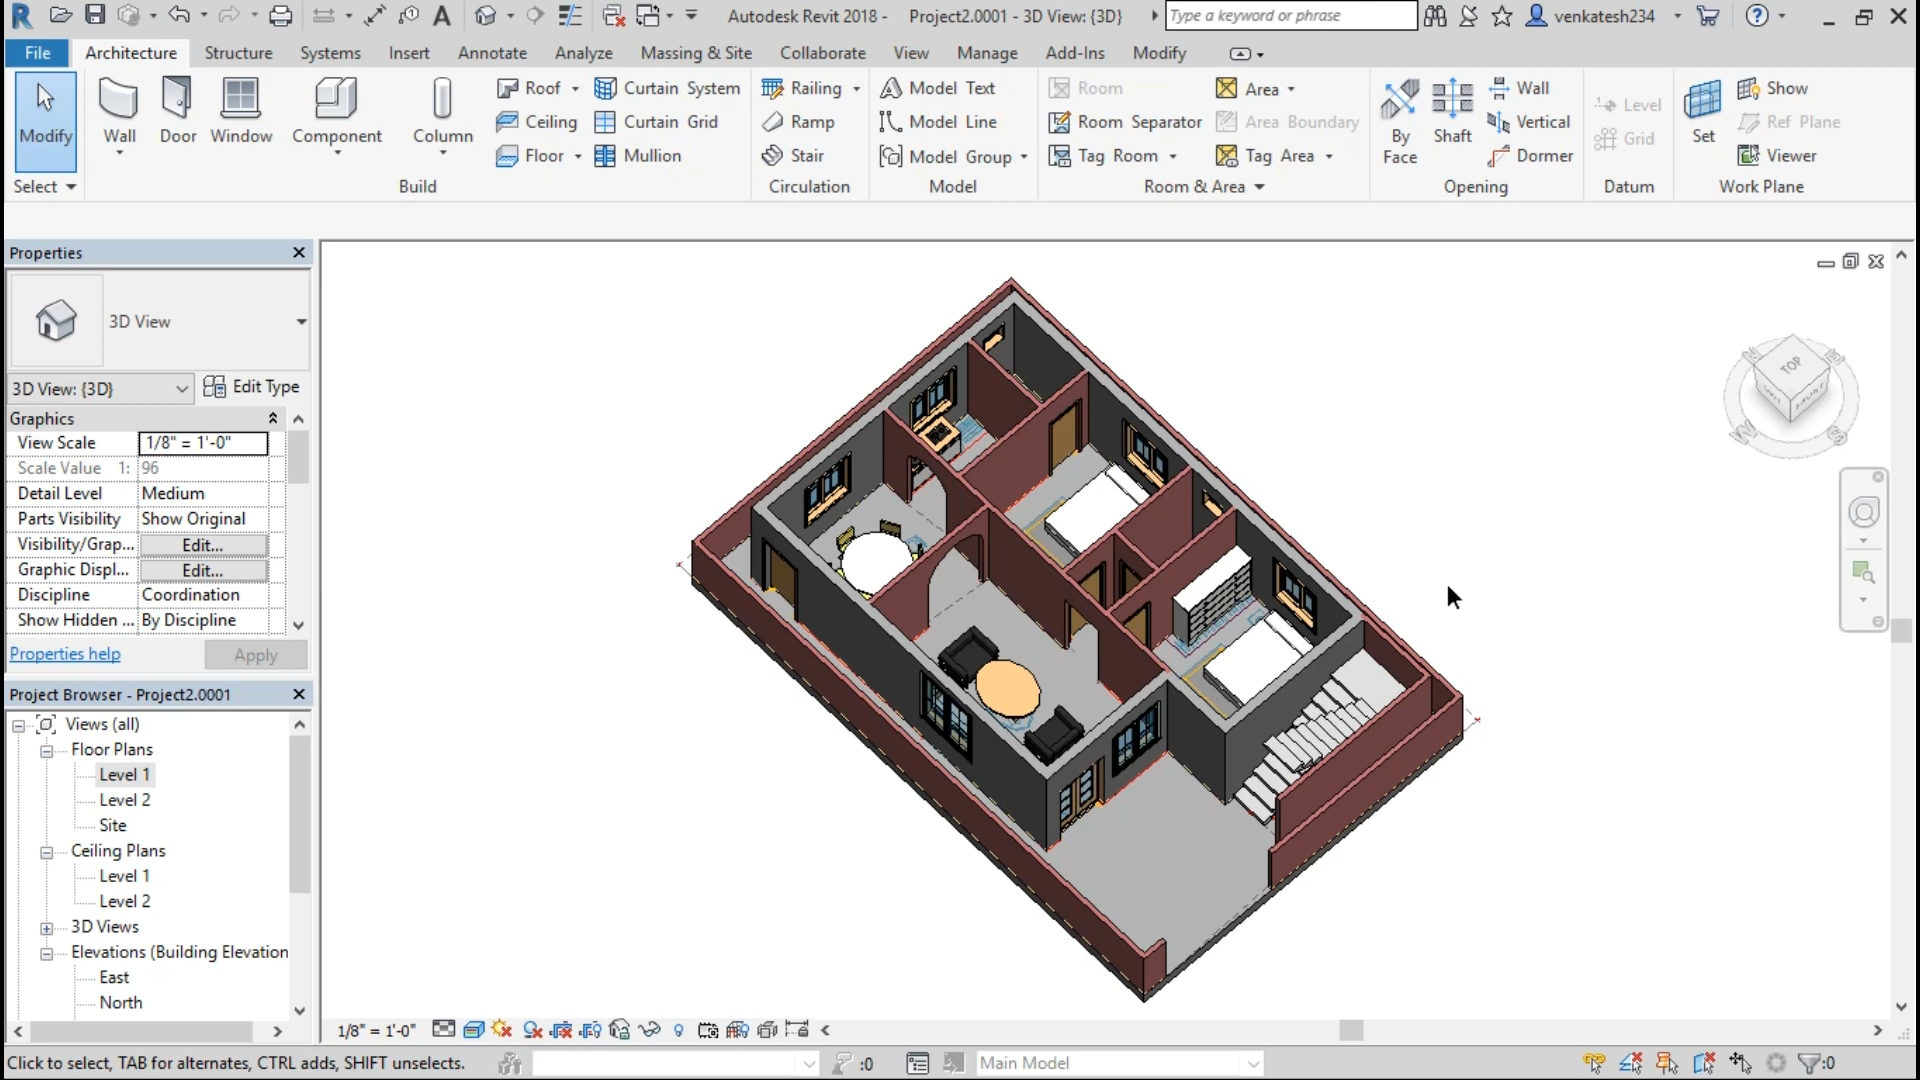 Autodesk Revit 2018 - Project2.0001 - 3D View: {3D}
Type a keyword or phrase
venkatesh234
File Architecture Structure Systems Insert Annotate Analyze Massing & Site Collaborate View Manage Add-Ins Modify
Modify
Wall
Door
Window
Component
Column
Roof
Ceiling
Floor
Curtain System
Curtain Grid
Mullion
Railing
Ramp
Stair
Model Text
Model Line
Model Group
Room
Room Separator
Tag Room
Area
Area Boundary
Tag Area
By Face
Shaft
Wall
Vertical
Dormer
Level
Grid
Set
Show
Ref Plane
Viewer
Select Build Circulation Model Room & Area Opening Datum Work Plane
Properties
3D View
3D View: {3D} Edit Type
Graphics
View Scale 1/8" = 1'-0"
Scale Value 1: 96
Detail Level Medium
Parts Visibility Show Original
Visibility/Grap... Edit...
Graphic Displ... Edit...
Discipline Coordination
Show Hidden ... By Discipline
Properties help Apply
Project Browser - Project2.0001
Views (all)
Floor Plans
Level 1
Level 2
Site
Ceiling Plans
Level 1
Level 2
3D Views
Elevations (Building Elevation
East
North
TOP
1/8" = 1'-0"
Click to select, TAB for alternates, CTRL adds, SHIFT unselects.
:0
Main Model
:0